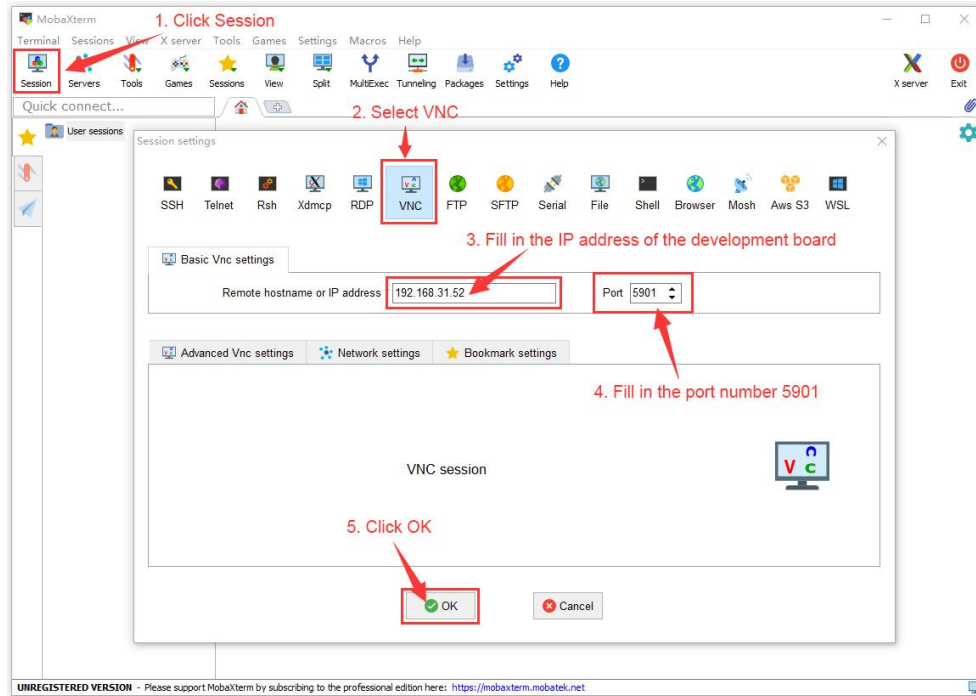 MobaXterm
1. Click Session
Terminal Sessions View X server Tools Games Settings Macros Help
Session Servers Tools Games Sessions View Split MultiExec Tunneling Packages Settings Help X server Exit
Quick connect...
2. Select VNC
User sessions
Session settings
SSH Telnet Rsh Xdmcp RDP VNC FTP SFTP Serial File Shell Browser Mosh Aws S3 WSL
3. Fill in the IP address of the development board
Basic Vnc settings
Remote hostname or IP address * 192.168.31.52 Port 5901
Advanced Vnc settings Network settings Bookmark settings
4. Fill in the port number 5901
VNC session
5. Click OK
OK Cancel
UNREGISTERED VERSION - Please support MobaXterm by subscribing to the professional edition here: https://mobaxterm.mobatek.net